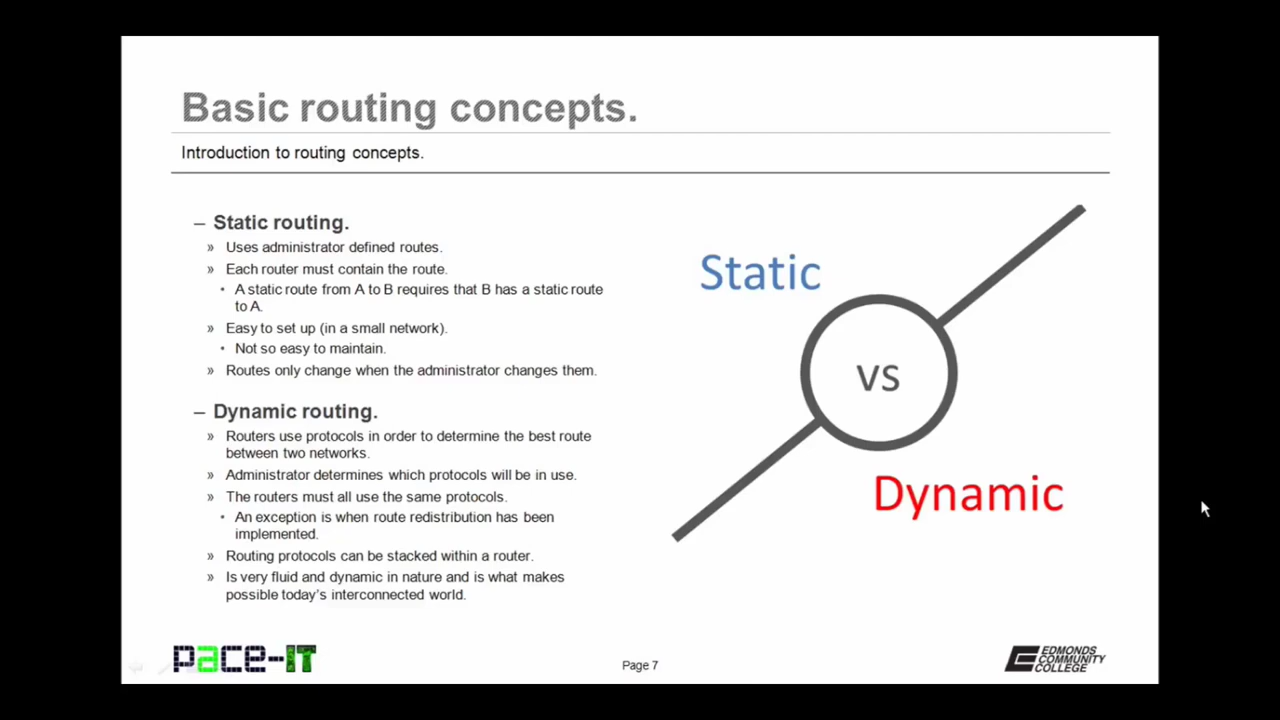 Basic routing concepts.
Introduction to routing concepts.
– Static routing.
» Uses administrator defined routes.
» Each router must contain the route.
• A static route from A to B requires that B has a static route
to A.
» Easy to set up (in a small network).
• Not so easy to maintain.
» Routes only change when the administrator changes them.
– Dynamic routing.
» Routers use protocols in order to determine the best route
between two networks.
» Administrator determines which protocols will be in use.
» The routers must all use the same protocols.
• An exception is when route redistribution has been
implemented.
» Routing protocols can be stacked within a router.
» Is very fluid and dynamic in nature and is what makes
possible today's interconnected world.
Static
vs
Dynamic
pace-IT
Page 7
EDMONDS
COMMUNITY
COLLEGE